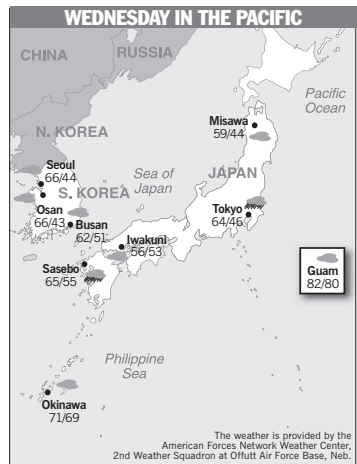 WEDNESDAY IN THE PACIFIC
CHINA
RUSSIA
Pacific
Ocean
N. KOREA
Misawa
59/44
Seoul
66/44
Sea of
Japan
JAPAN
S. KOREA
Osan
66/43
Busan
62/51
Tokyo
64/46
Iwakuni
56/53
Sasebo
65/55
Guam
82/80
Philippine
Sea
Okinawa
71/69
The weather is provided by the
American Forces Network Weather Center,
2nd Weather Squadron at Offutt Air Force Base, Neb.